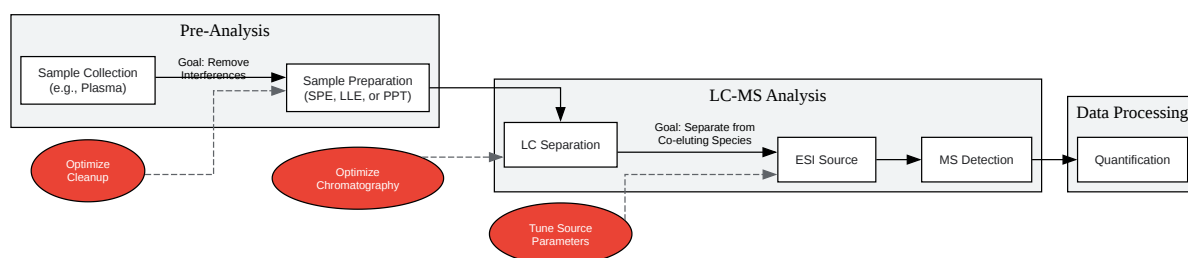 Pre-Analysis
Sample Collection
(e.g., Plasma)
Goal: Remove
Interferences
Sample Preparation
(SPE, LLE, or PPT)
LC-MS Analysis
LC Separation
Goal: Separate from
Co-eluting Species
ESI Source
MS Detection
Data Processing
Quantification
Optimize
Cleanup
Optimize
Chromatography
Tune Source
Parameters